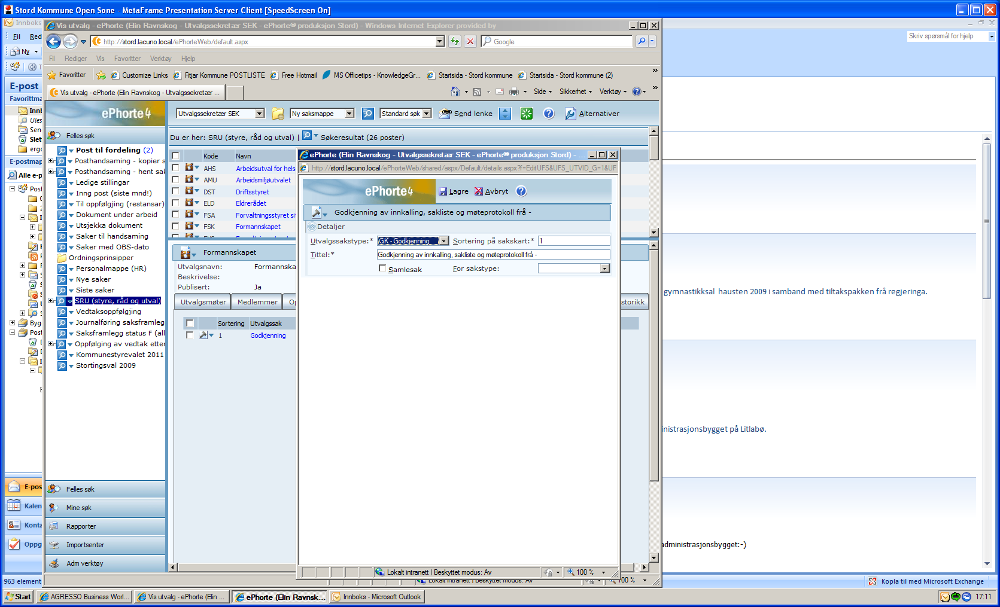 Stord Kommune Open Sone - MetaFrame Presentation Server Client [SpeedScreen On]
Innboks
Vis utvalg - ePhorte (Elin Ravnskog - Utvalgssekretær SEK - ePhorte® produksjon Stord) - Windows Internet Explorer provided by
Fil
Skriv spørsmål for hjelp
http://stord.lacuno.local/ePhorteWeb/default.aspx
Google
Ny
Fil Rediger Vis Favoritter Verktøy Hjelp
Favoritter Customize Links Fitjar Kommune POSTLISTE Free Hotmail MS Officetips - KnowledgeGr... Startsida - Stord kommune Startsida - Stord kommune (2)
E-post
Vis utvalg - ePhorte (Elin Ravnskog - Utvalgssekretær ...
Side Sikkerhet Verktøy
ePhorte4
Utvalgssekretær SEK Ny saksmappe Standard søk Send lenke Alternativer
Felles søk
Du er her: SRU (styre, råd og utval) | Søkeresultat (26 poster)
Post til fordeling (2)
Posthandsaming - kopier s
Posthandsaming - hent sak
Ledige stillingar
Inng post (siste mnd!)
Til oppfølging (restansar)
Dokument under arbeid
Utsjekka dokument
Saker til handsaming
Saker med OBS-dato
Ordningsprinsipper
Personalmappe (HR)
Nye saker
Siste saker
SRU (styre, råd og utval)
Vedtaksoppfølgjing
Journalføring saksframlegg
Saksframlegg status F (all
Oppfølging av vedtak etter
Kommunestyrevalet 2011
Stortingsval 2009
Kode Navn
AHS Arbeidsutval for hels
AMU Arbeidsmiljøutvalet
DST Driftsstyret
ELD Eldrerådet
FSA Forvaltningsstyret si
FSK Formannskapet
Formannskapet
Utvalgsnavn: Formannska
Beskrivelse:
Publisert: Ja
Utvalgsmøter Medlemmer
storikk
Sortering Utvalgssak
1 Godkjenning
ePhorte (Elin Ravnskog - Utvalgssekretær SEK - ePhorte® produksjon Stord) - ...
http://stord.lacuno.local/ePhorteWeb/shared/aspx/Default/details.aspx?f=EditUFS&UFS_UTVID_G=1&UF
ePhorte4 Lagre Avbryt
Godkjenning av innkalling, sakliste og møteprotokoll frå -
Detaljer
Utvalgssakstype:* GK - Godkjenning Sortering på sakskart:* 1
Tittel:* Godkjenning av innkalling, sakliste og møteprotokoll frå -
Samlesak For sakstype:
Lokalt intranett | Beskyttet modus: Av 100 %
Lokalt intranett | Beskyttet modus: Av 100 %
gymnastikksal hausten 2009 i samband med tiltakspakken frå regjeringa.
nistrasjonsbygget på Litlabø.
administrasjonsbygget:-)
Felles søk
Mine søk
Rapporter
Importsenter
Adm verktøy
Favorittma
Innl
Ules
Sen
Slet
ergo
E-postmap
Alle e-p
Post
Byg
Post
E-pos
Kalen
Konta
Oppg
963 element
Kopla til med Microsoft Exchange
Start AGRESSO Business Worl... Vis utvalg - ePhorte (Elin ... ePhorte (Elin Ravnsk... Innboks - Microsoft Outlook 17:11